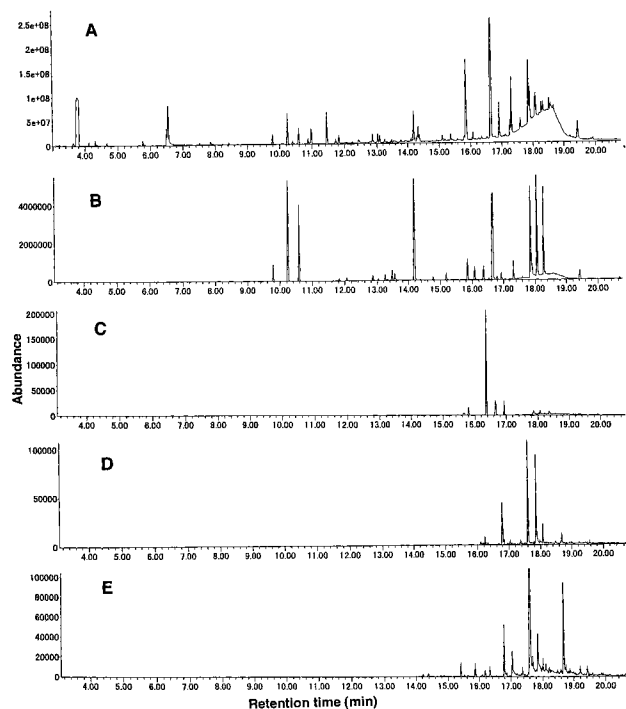 A
2.5e+08
2e+08
1.5e+08
1e+08
5e+07
0
4.00 5.00 6.00 7.00 8.00 9.00 10.00 11.00 12.00 13.00 14.00 15.00 16.00 17.00 18.00 19.00 20.00
B
4000000
2000000
0
4.00 5.00 6.00 7.00 8.00 9.00 10.00 11.00 12.00 13.00 14.00 15.00 16.00 17.00 18.00 19.00 20.00
C
200000
150000
100000
50000
0
4.00 5.00 6.00 7.00 8.00 9.00 10.00 11.00 12.00 13.00 14.00 15.00 16.00 17.00 18.00 19.00 20.00
Abundance
D
100000
50000
0
4.00 5.00 6.00 7.00 8.00 9.00 10.00 11.00 12.00 13.00 14.00 15.00 16.00 17.00 18.00 19.00 20.00
E
100000
80000
60000
40000
20000
0
4.00 5.00 6.00 7.00 8.00 9.00 10.00 11.00 12.00 13.00 14.00 15.00 16.00 17.00 18.00 19.00 20.00
Retention time (min)